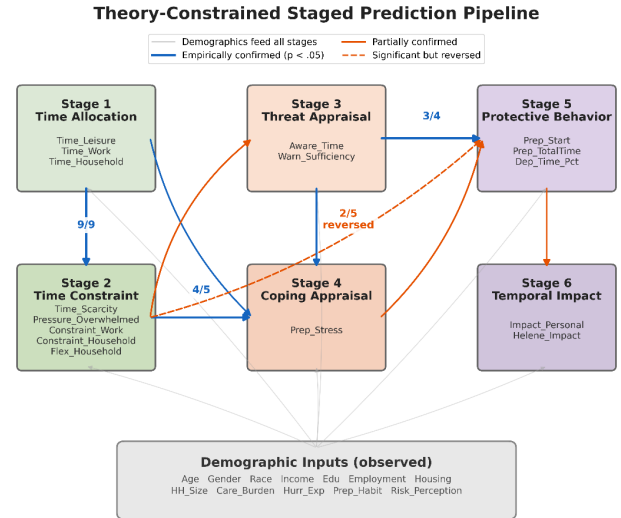 Theory-Constrained Staged Prediction Pipeline
Demographics feed all stages
Empirically confirmed (p < .05)
Partially confirmed
Significant but reversed
Stage 1
Time Allocation
Time_Leisure
Time_Work
Time_Household
Stage 3
Threat Appraisal
Aware_Time
Warn_Sufficiency
3/4
Stage 5
Protective Behavior
Prep_Start
Prep_TotalTime
Dep_Time_Pct
9/9
2/5
reversed
4/5
Stage 2
Time Constraint
Time_Scarcity
Pressure_Overwhelmed
Constraint_Work
Constraint_Household
Flex_Household
Stage 4
Coping Appraisal
Prep_Stress
Stage 6
Temporal Impact
Impact_Personal
Helene_Impact
Demographic Inputs (observed)
Age Gender Race Income Edu Employment Housing
HH_Size Care_Burden Hurr_Exp Prep_Habit Risk_Perception